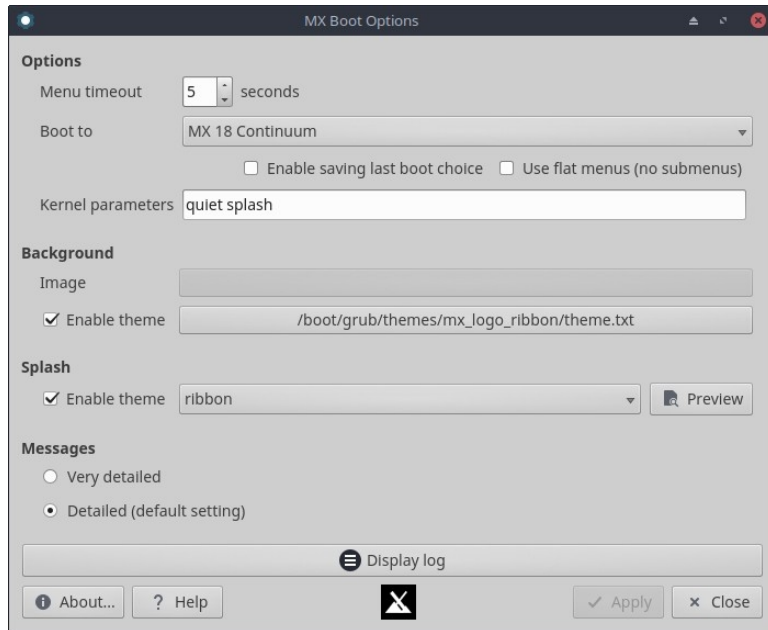 MX Boot Options
Options
Menu timeout 5 seconds
Boot to MX 18 Continuum
Enable saving last boot choice Use flat menus (no submenus)
Kernel parameters quiet splash
Background
Image
Enable theme /boot/grub/themes/mx_logo_ribbon/theme.txt
Splash
Enable theme ribbon Preview
Messages
Very detailed
Detailed (default setting)
Display log
About... ? Help Apply Close